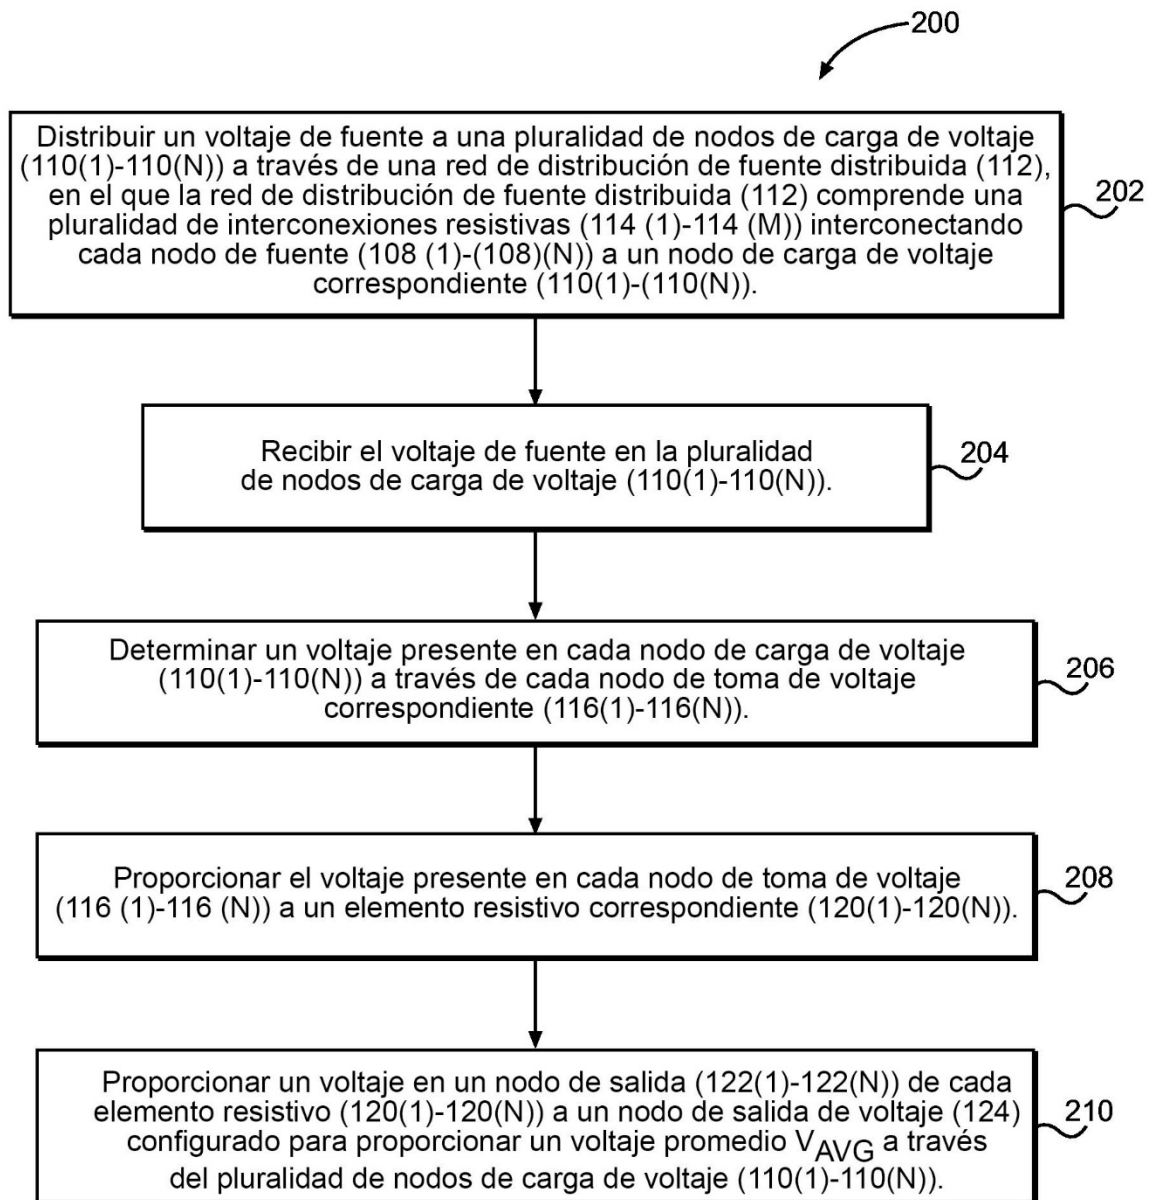 200
Distribuir un voltaje de fuente a una pluralidad de nodos de carga de voltaje
(110(1)-110(N)) a través de una red de distribución de fuente distribuida (112),
en el que la red de distribución de fuente distribuida (112) comprende una
pluralidad de interconexiones resistivas (114 (1)-114 (M)) interconectando
cada nodo de fuente (108 (1)-(108)(N)) a un nodo de carga de voltaje
correspondiente (110(1)-(110(N)).
202
Recibir el voltaje de fuente en la pluralidad
de nodos de carga de voltaje (110(1)-110(N)).
204
Determinar un voltaje presente en cada nodo de carga de voltaje
(110(1)-110(N)) a través de cada nodo de toma de voltaje
correspondiente (116(1)-116(N)).
206
Proporcionar el voltaje presente en cada nodo de toma de voltaje
(116 (1)-116 (N)) a un elemento resistivo correspondiente (120(1)-120(N)).
208
Proporcionar un voltaje en un nodo de salida (122(1)-122(N)) de cada
elemento resistivo (120(1)-120(N)) a un nodo de salida de voltaje (124)
configurado para proporcionar un voltaje promedio VAVG a través
del pluralidad de nodos de carga de voltaje (110(1)-110(N)).
210